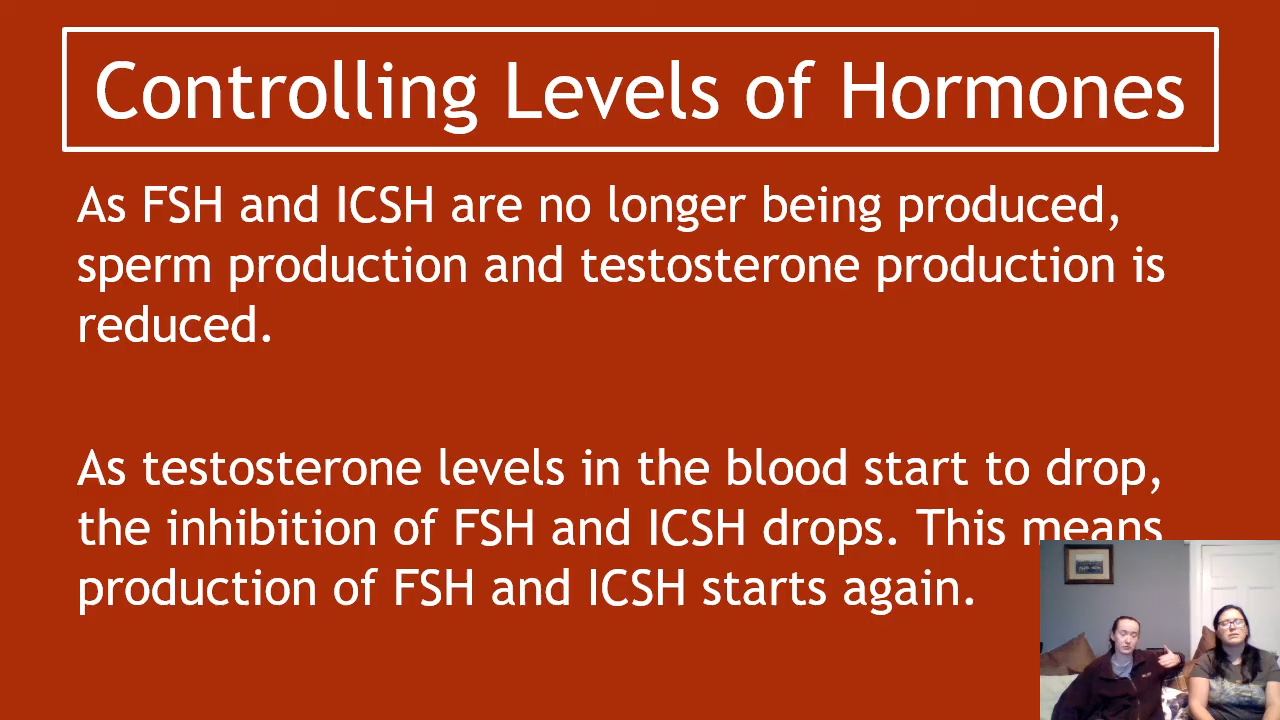 Controlling Levels of Hormones
As FSH and ICSH are no longer being produced,
sperm production and testosterone production is
reduced.
As testosterone levels in the blood start to drop,
the inhibition of FSH and ICSH drops. This means
production of FSH and ICSH starts again.